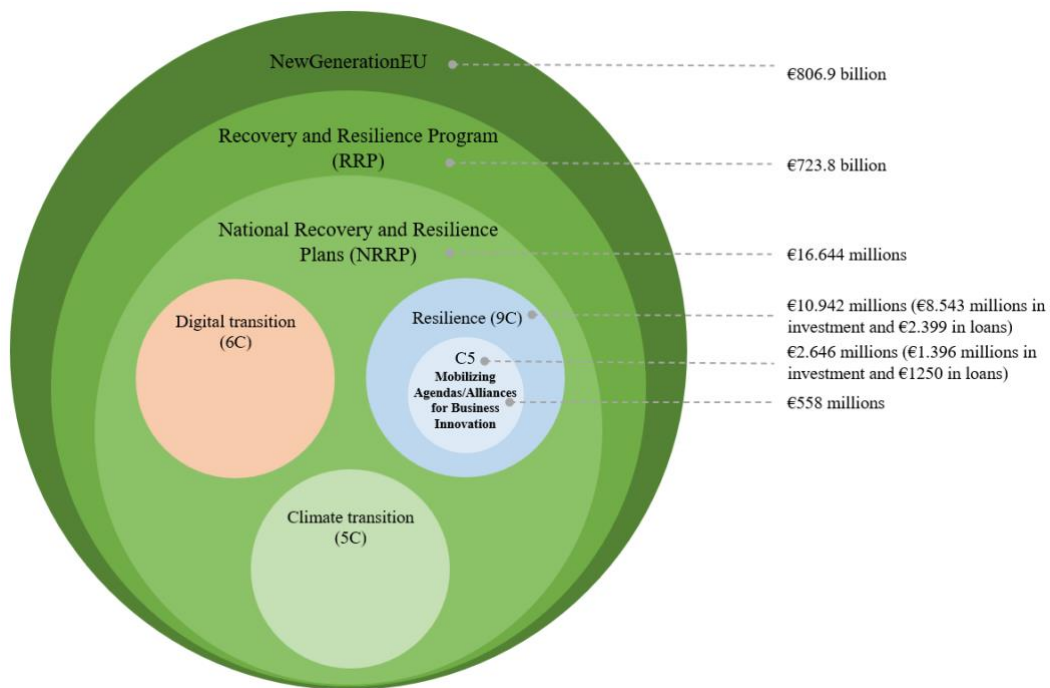 NewGenerationEU
€806.9 billion
Recovery and Resilience Program
(RRP)
€723.8 billion
National Recovery and Resilience
Plans (NRRP)
€16.644 millions
Digital transition
(6C)
Resilience (9C)
€10.942 millions (€8.543 millions in
investment and €2.399 in loans)
C5
€2.646 millions (€1.396 millions in
investment and €1250 in loans)
Mobilizing
Agendas/Alliances
for Business
Innovation
€558 millions
Climate transition
(5C)